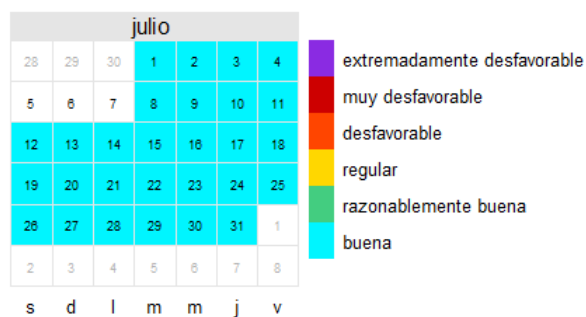 julio
28 29 30 1 2 3 4
5 6 7 8 9 10 11
12 13 14 15 16 17 18
19 20 21 22 23 24 25
26 27 28 29 30 31 1
2 3 4 5 6 7 8
s d l m m j v
extremadamente desfavorable
muy desfavorable
desfavorable
regular
razonablemente buena
buena